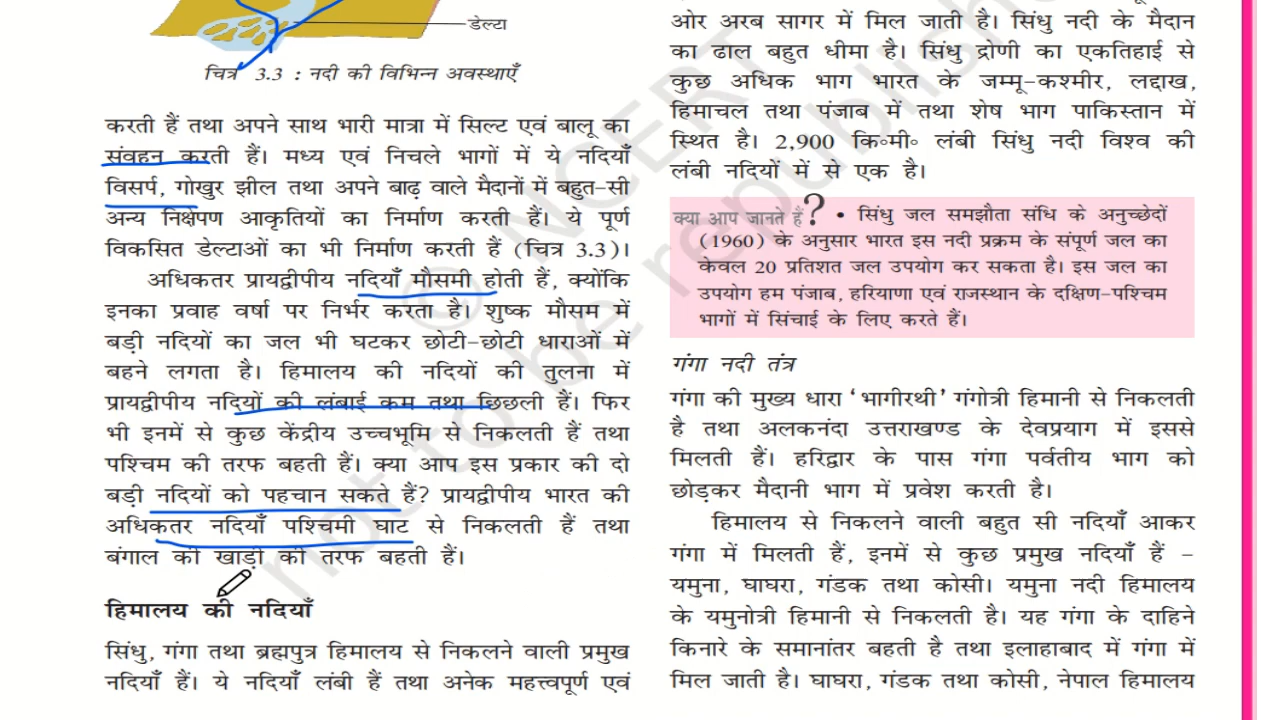 डेल्टा
चित्र 3.3 : नदी की विभिन्न अवस्थाएँ
करती हैं तथा अपने साथ भारी मात्रा में सिल्ट एवं बालू का
संवहन करती हैं। मध्य एवं निचले भागों में ये नदियाँ
विसर्प, गोखुर झील तथा अपने बाढ़ वाले मैदानों में बहुत-सी
अन्य निक्षेपण आकृतियों का निर्माण करती हैं। ये पूर्ण
विकसित डेल्टाओं का भी निर्माण करती हैं (चित्र 3.3)।
अधिकतर प्रायद्वीपीय नदियाँ मौसमी होती हैं, क्योंकि
इनका प्रवाह वर्षा पर निर्भर करता है। शुष्क मौसम में
बड़ी नदियों का जल भी घटकर छोटी-छोटी धाराओं में
बहने लगता है। हिमालय की नदियों की तुलना में
प्रायद्वीपीय नदियों की लंबाई कम तथा छिछली हैं। फिर
भी इनमें से कुछ केंद्रीय उच्चभूमि से निकलती हैं तथा
पश्चिम की तरफ बहती हैं। क्या आप इस प्रकार की दो
बड़ी नदियों को पहचान सकते हैं? प्रायद्वीपीय भारत की
अधिकतर नदियाँ पश्चिमी घाट से निकलती हैं तथा
बंगाल की खाड़ी की तरफ बहती हैं।
हिमालय की नदियाँ
सिंधु, गंगा तथा ब्रह्मपुत्र हिमालय से निकलने वाली प्रमुख
नदियाँ हैं। ये नदियाँ लंबी हैं तथा अनेक महत्त्वपूर्ण एवं
ओर अरब सागर में मिल जाती है। सिंधु नदी के मैदान
का ढाल बहुत धीमा है। सिंधु द्रोणी का एकतिहाई से
कुछ अधिक भाग भारत के जम्मू-कश्मीर, लद्दाख,
हिमाचल तथा पंजाब में तथा शेष भाग पाकिस्तान में
स्थित है। 2,900 कि॰मी॰ लंबी सिंधु नदी विश्व की
लंबी नदियों में से एक है।
क्या आप जानते हैं? • सिंधु जल समझौता संधि के अनुच्छेदों
(1960) के अनुसार भारत इस नदी प्रक्रम के संपूर्ण जल का
केवल 20 प्रतिशत जल उपयोग कर सकता है। इस जल का
उपयोग हम पंजाब, हरियाणा एवं राजस्थान के दक्षिण-पश्चिम
भागों में सिंचाई के लिए करते हैं।
गंगा नदी तंत्र
गंगा की मुख्य धारा ‘भागीरथी’ गंगोत्री हिमानी से निकलती
है तथा अलकनंदा उत्तराखण्ड के देवप्रयाग में इससे
मिलती हैं। हरिद्वार के पास गंगा पर्वतीय भाग को
छोड़कर मैदानी भाग में प्रवेश करती है।
हिमालय से निकलने वाली बहुत सी नदियाँ आकर
गंगा में मिलती हैं, इनमें से कुछ प्रमुख नदियाँ हैं –
यमुना, घाघरा, गंडक तथा कोसी। यमुना नदी हिमालय
के यमुनोत्री हिमानी से निकलती है। यह गंगा के दाहिने
किनारे के समानांतर बहती है तथा इलाहाबाद में गंगा में
मिल जाती है। घाघरा, गंडक तथा कोसी, नेपाल हिमालय
© NCERT
not to be republished